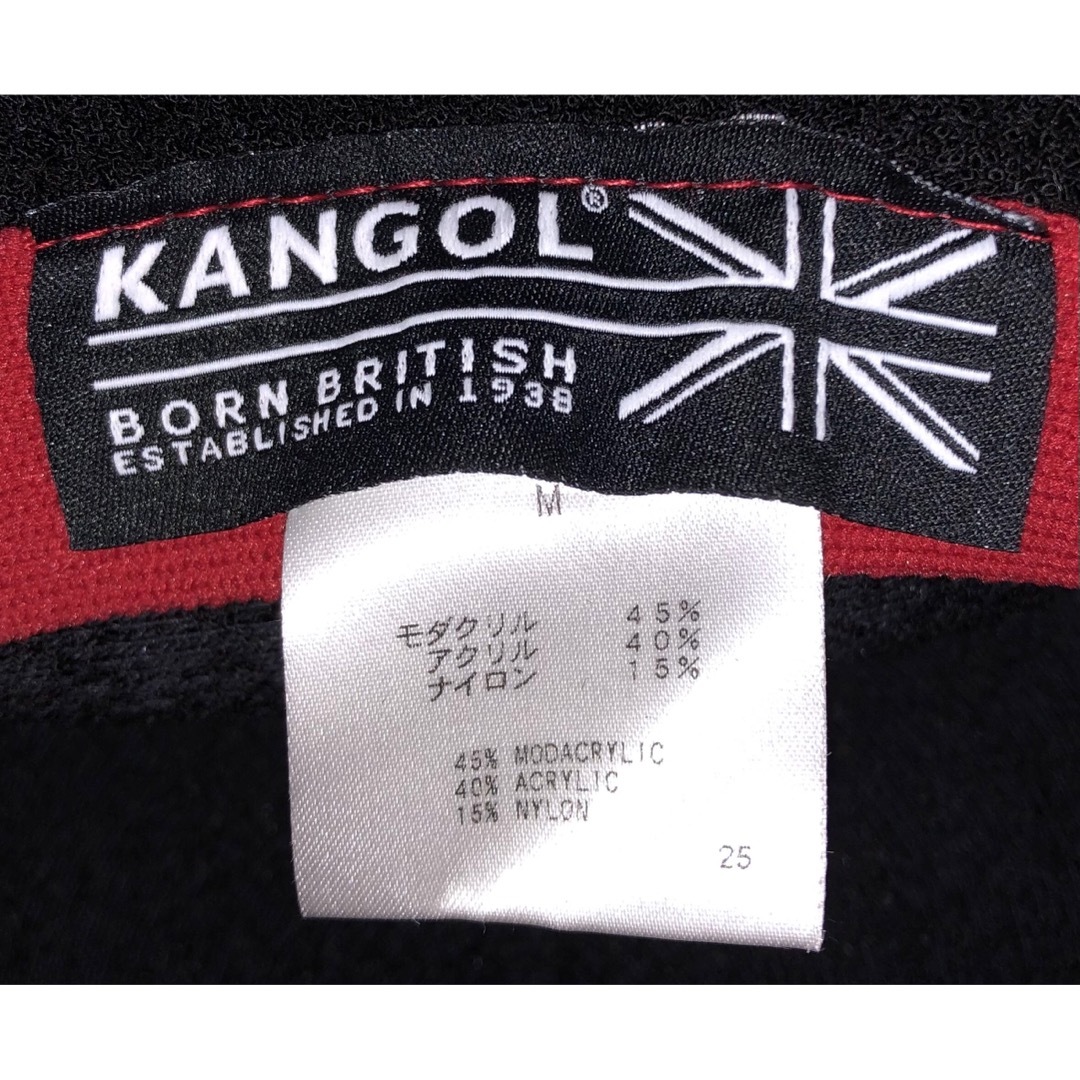 KANGOL®
BORN BRITISH
ESTABLISHED IN 1938
M
モダクリル 45%
アクリル 40%
ナイロン 15%
45% MODACRYLIC
40% ACRYLIC
15% NYLON
25